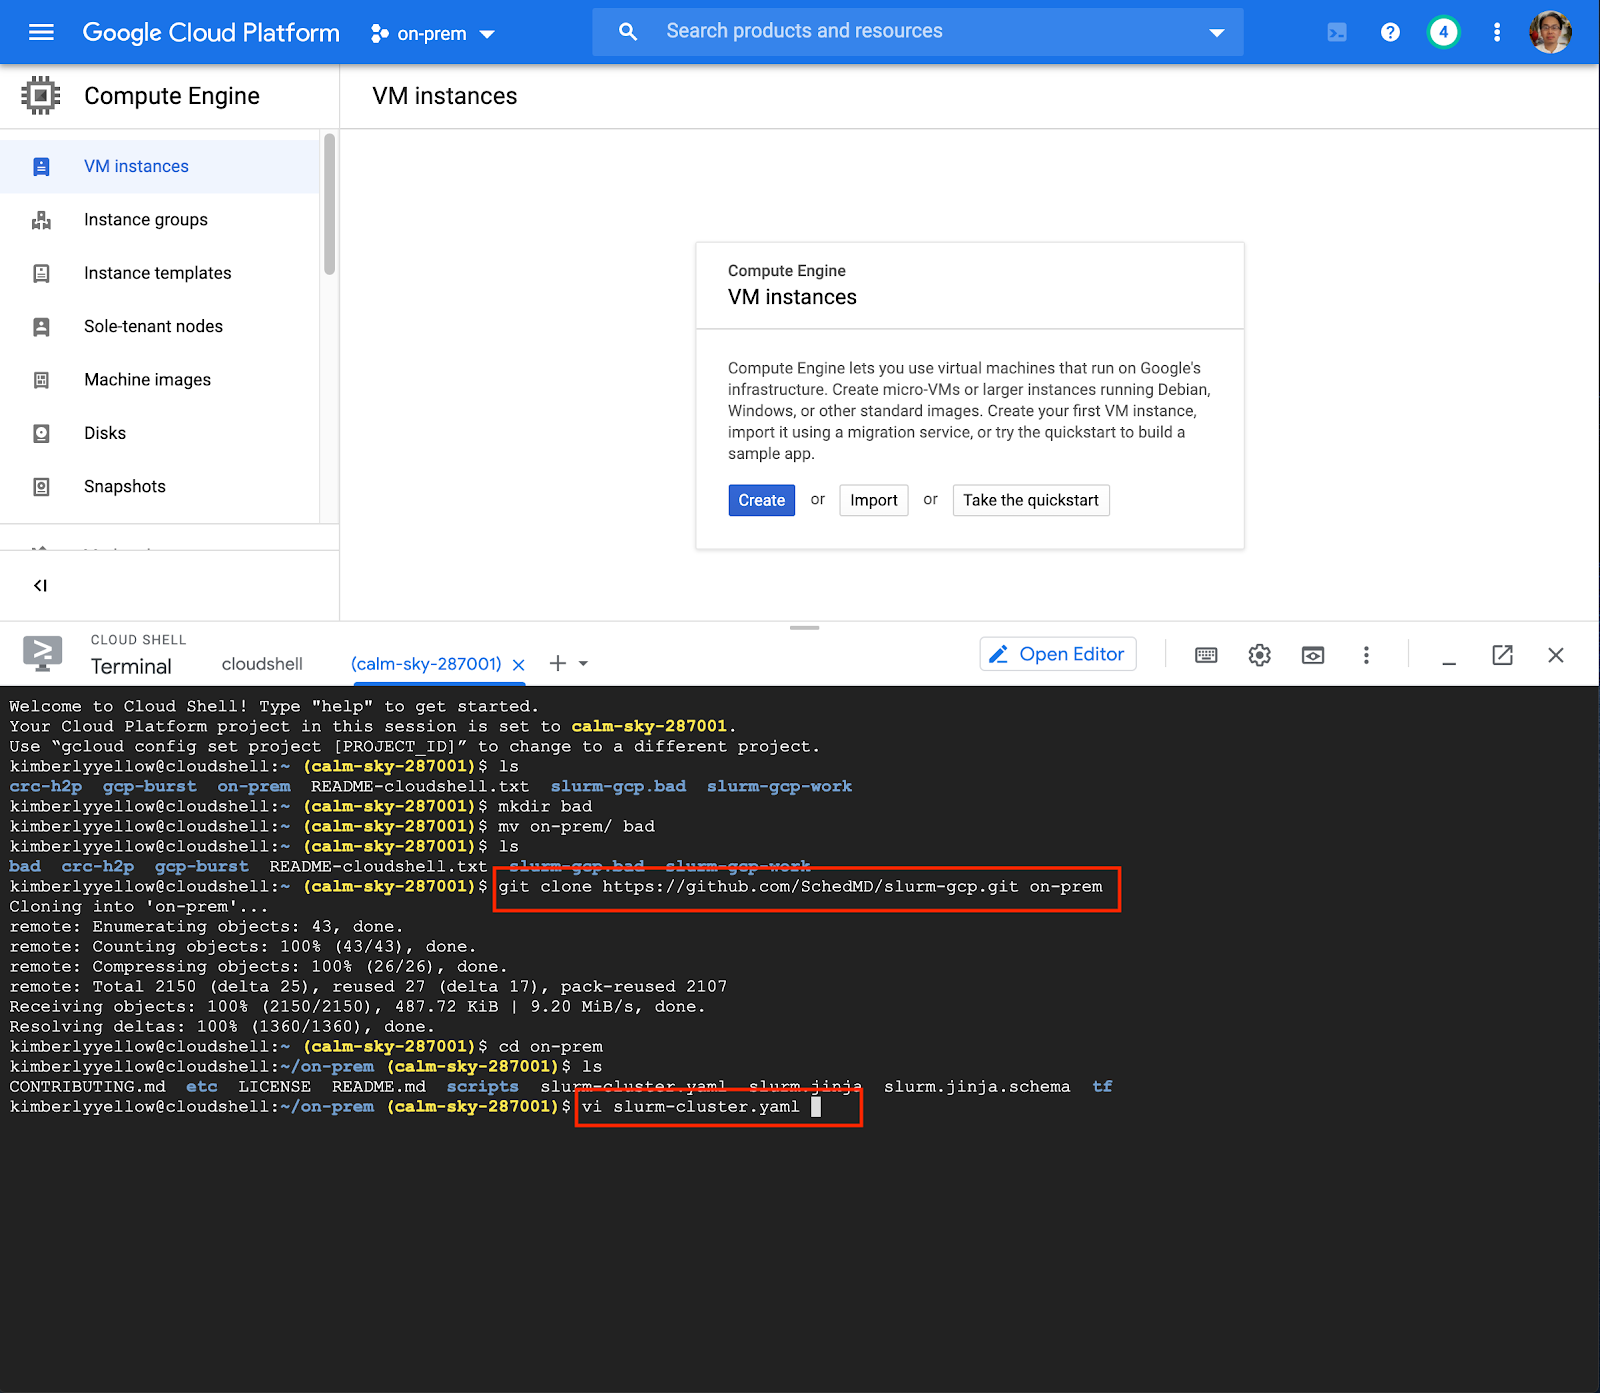 Google Cloud Platform
on-prem
Search products and resources
4
Compute Engine
VM instances
VM instances
Instance groups
Instance templates
Sole-tenant nodes
Machine images
Disks
Snapshots
Compute Engine
VM instances
Compute Engine lets you use virtual machines that run on Google's
infrastructure. Create micro-VMs or larger instances running Debian,
Windows, or other standard images. Create your first VM instance,
import it using a migration service, or try the quickstart to build a
sample app.
Create or Import or Take the quickstart
CLOUD SHELL
Terminal
cloudshell
(calm-sky-287001)
Open Editor
Welcome to Cloud Shell! Type "help" to get started.
Your Cloud Platform project in this session is set to calm-sky-287001.
Use “gcloud config set project [PROJECT_ID]” to change to a different project.
kimberlyyellow@cloudshell:~ (calm-sky-287001)$ ls
crc-h2p gcp-burst on-prem README-cloudshell.txt slurm-gcp.bad slurm-gcp-work
kimberlyyellow@cloudshell:~ (calm-sky-287001)$ mkdir bad
kimberlyyellow@cloudshell:~ (calm-sky-287001)$ mv on-prem/ bad
kimberlyyellow@cloudshell:~ (calm-sky-287001)$ ls
bad crc-h2p gcp-burst README-cloudshell.txt slurm-gcp.bad slurm-gcp-work
kimberlyyellow@cloudshell:~ (calm-sky-287001)$ git clone https://github.com/SchedMD/slurm-gcp.git on-prem
Cloning into 'on-prem'...
remote: Enumerating objects: 43, done.
remote: Counting objects: 100% (43/43), done.
remote: Compressing objects: 100% (26/26), done.
remote: Total 2150 (delta 25), reused 27 (delta 17), pack-reused 2107
Receiving objects: 100% (2150/2150), 487.72 KiB | 9.20 MiB/s, done.
Resolving deltas: 100% (1360/1360), done.
kimberlyyellow@cloudshell:~ (calm-sky-287001)$ cd on-prem
kimberlyyellow@cloudshell:~/on-prem (calm-sky-287001)$ ls
CONTRIBUTING.md etc LICENSE README.md scripts slurm-cluster.yaml slurm.jinja slurm.jinja.schema tf
kimberlyyellow@cloudshell:~/on-prem (calm-sky-287001)$ vi slurm-cluster.yaml